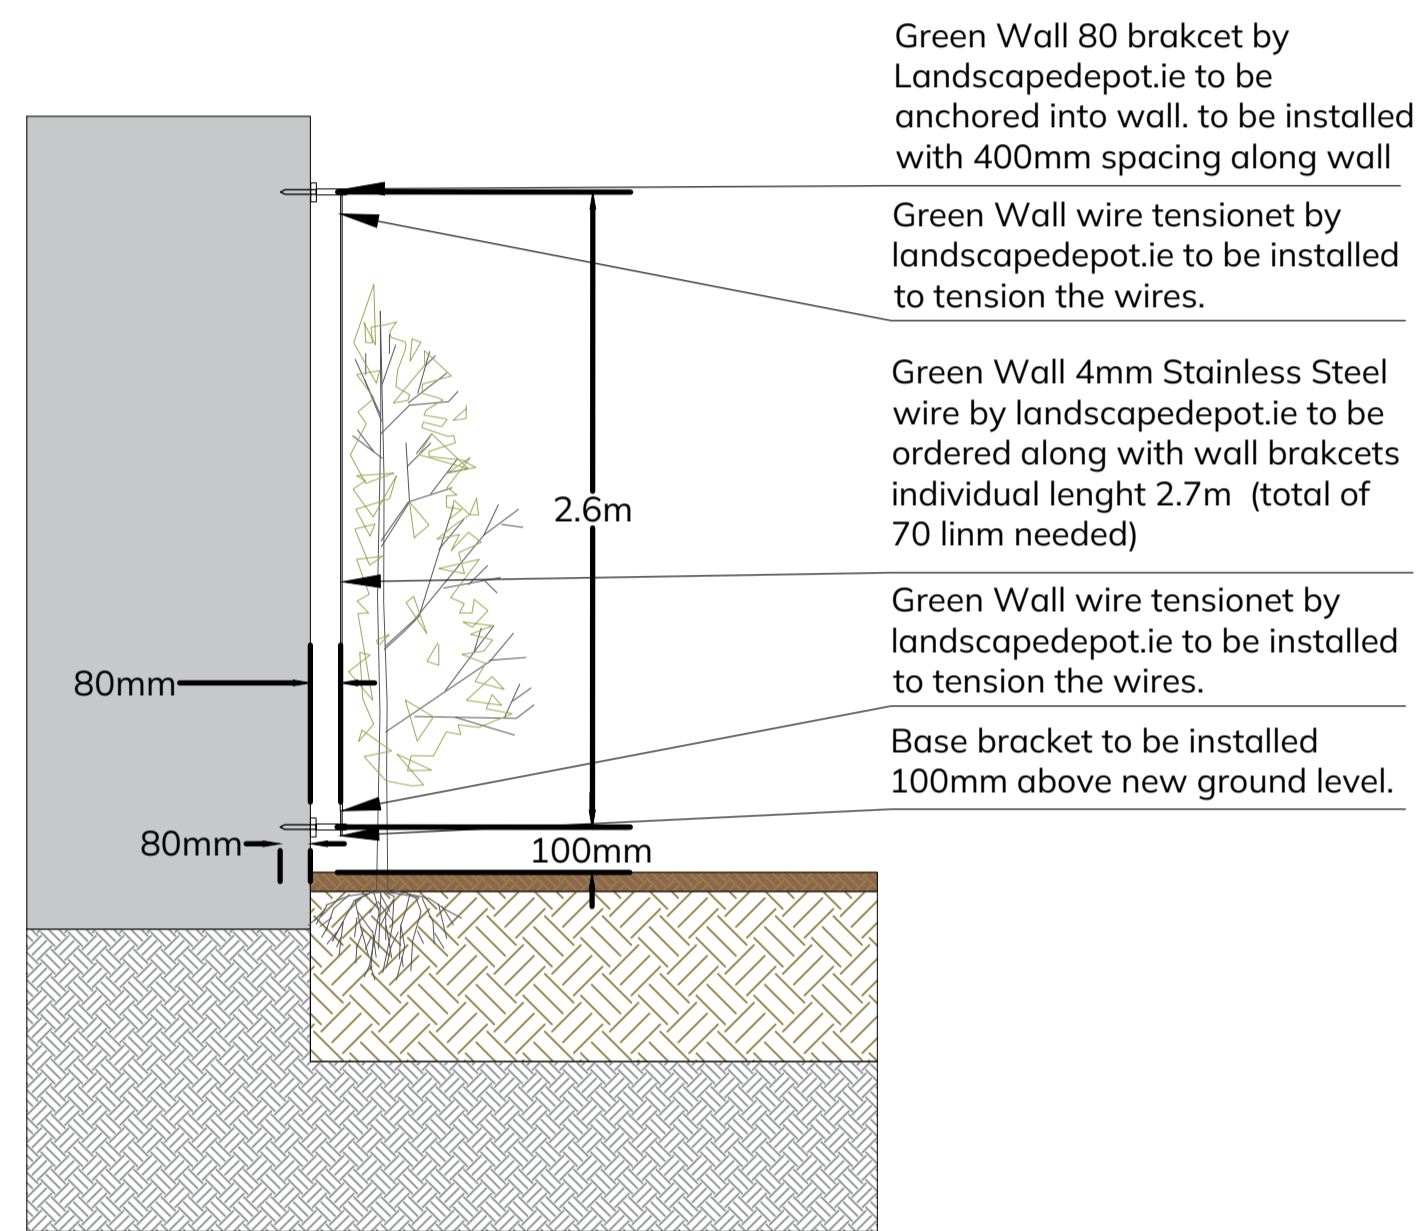 Green Wall 80 brakcet by
Landscapedepot.ie to be
anchored into wall. to be installed
with 400mm spacing along wall
Green Wall wire tensionet by
landscapedepot.ie to be installed
to tension the wires.
Green Wall 4mm Stainless Steel
wire by landscapedepot.ie to be
ordered along with wall brakcets
individual lenght 2.7m (total of
70 linm needed)
2.6m
Green Wall wire tensionet by
landscapedepot.ie to be installed
to tension the wires.
80mm
Base bracket to be installed
100mm above new ground level.
80mm
100mm